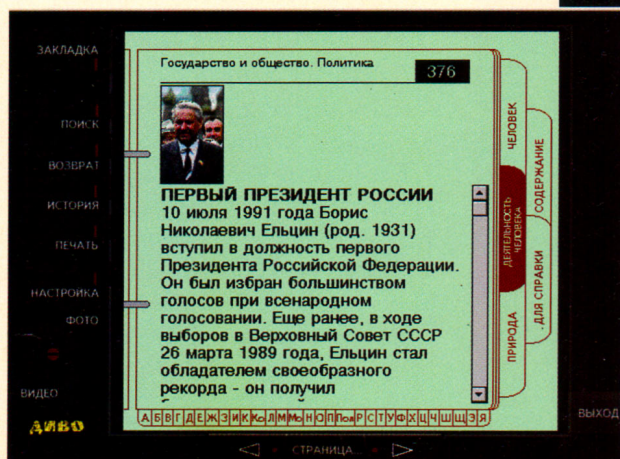 ЗАКЛАДКА
ПОИСК
ВОЗВРАТ
ИСТОРИЯ
ПЕЧАТЬ
НАСТРОЙКА
ФОТО
ВИДЕО
ДИВО
Государство и общество. Политика
376
ПЕРВЫЙ ПРЕЗИДЕНТ РОССИИ
10 июля 1991 года Борис
Николаевич Ельцин (род. 1931)
вступил в должность первого
Президента Российской Федерации.
Он был избран большинством
голосов при всенародном
голосовании. Еще ранее, в ходе
выборов в Верховный Совет СССР
26 марта 1989 года, Ельцин стал
обладателем своеобразного
рекорда - он получил
ЧЕЛОВЕК
ДЕЯТЕЛЬНОСТЬ
ЧЕЛОВЕКА
ПРИРОДА
СОДЕРЖАНИЕ
ДЛЯ СПРАВКИ
А Б В Г Д Е Ж З И К Ко Л М Мо Н О П Пол Р С Т У Ф Х Ц Ч Ш Щ Э Я
СТРАНИЦА
ВЫХОД